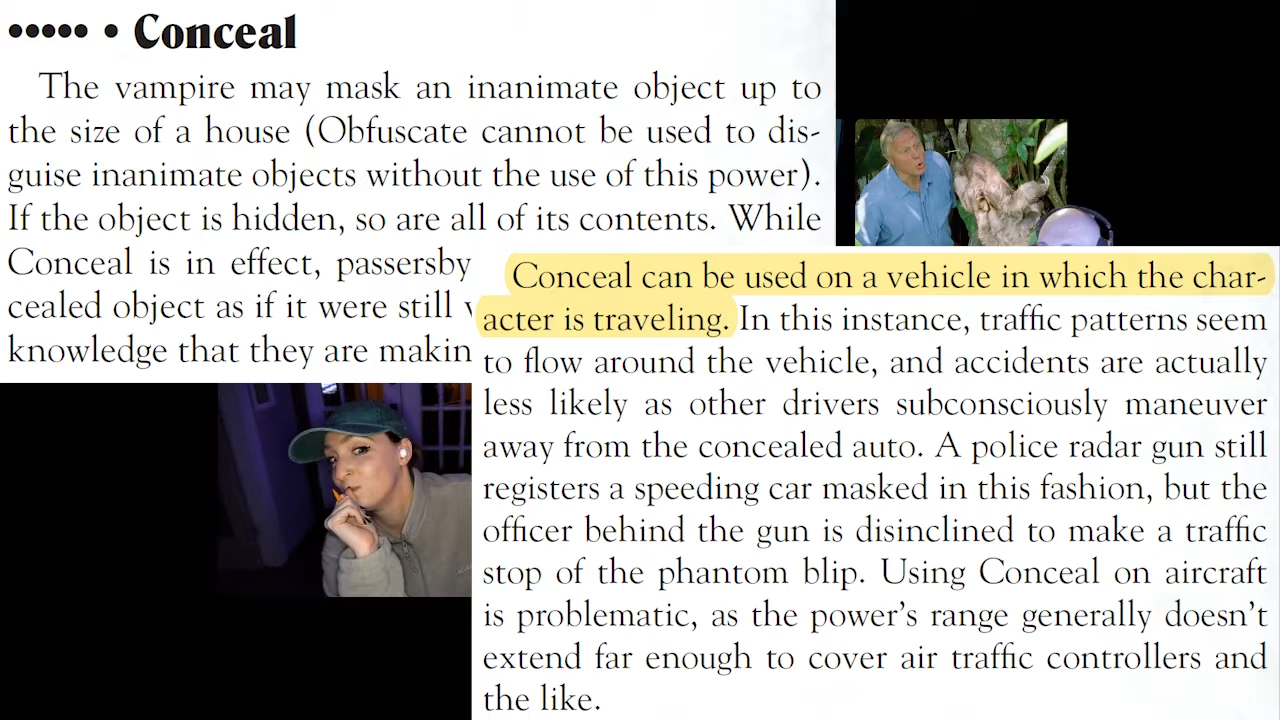 ••••• • Conceal
The vampire may mask an inanimate object up to
the size of a house (Obfuscate cannot be used to dis-
guise inanimate objects without the use of this power).
If the object is hidden, so are all of its contents. While
Conceal is in effect, passersby
cealed object as if it were still
knowledge that they are makin
Conceal can be used on a vehicle in which the char-
acter is traveling. In this instance, traffic patterns seem
to flow around the vehicle, and accidents are actually
less likely as other drivers subconsciously maneuver
away from the concealed auto. A police radar gun still
registers a speeding car masked in this fashion, but the
officer behind the gun is disinclined to make a traffic
stop of the phantom blip. Using Conceal on aircraft
is problematic, as the power's range generally doesn't
extend far enough to cover air traffic controllers and
the like.